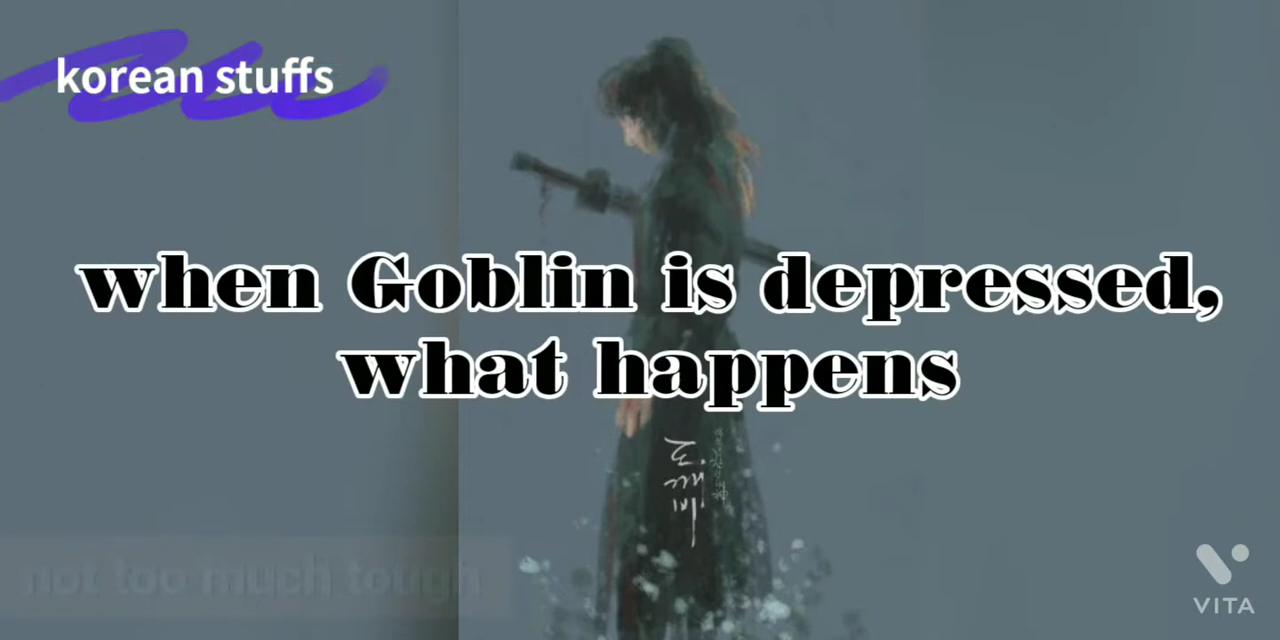 korean stuffs
when Goblin is depressed,
what happens
도깨비
not too much tough
VITA